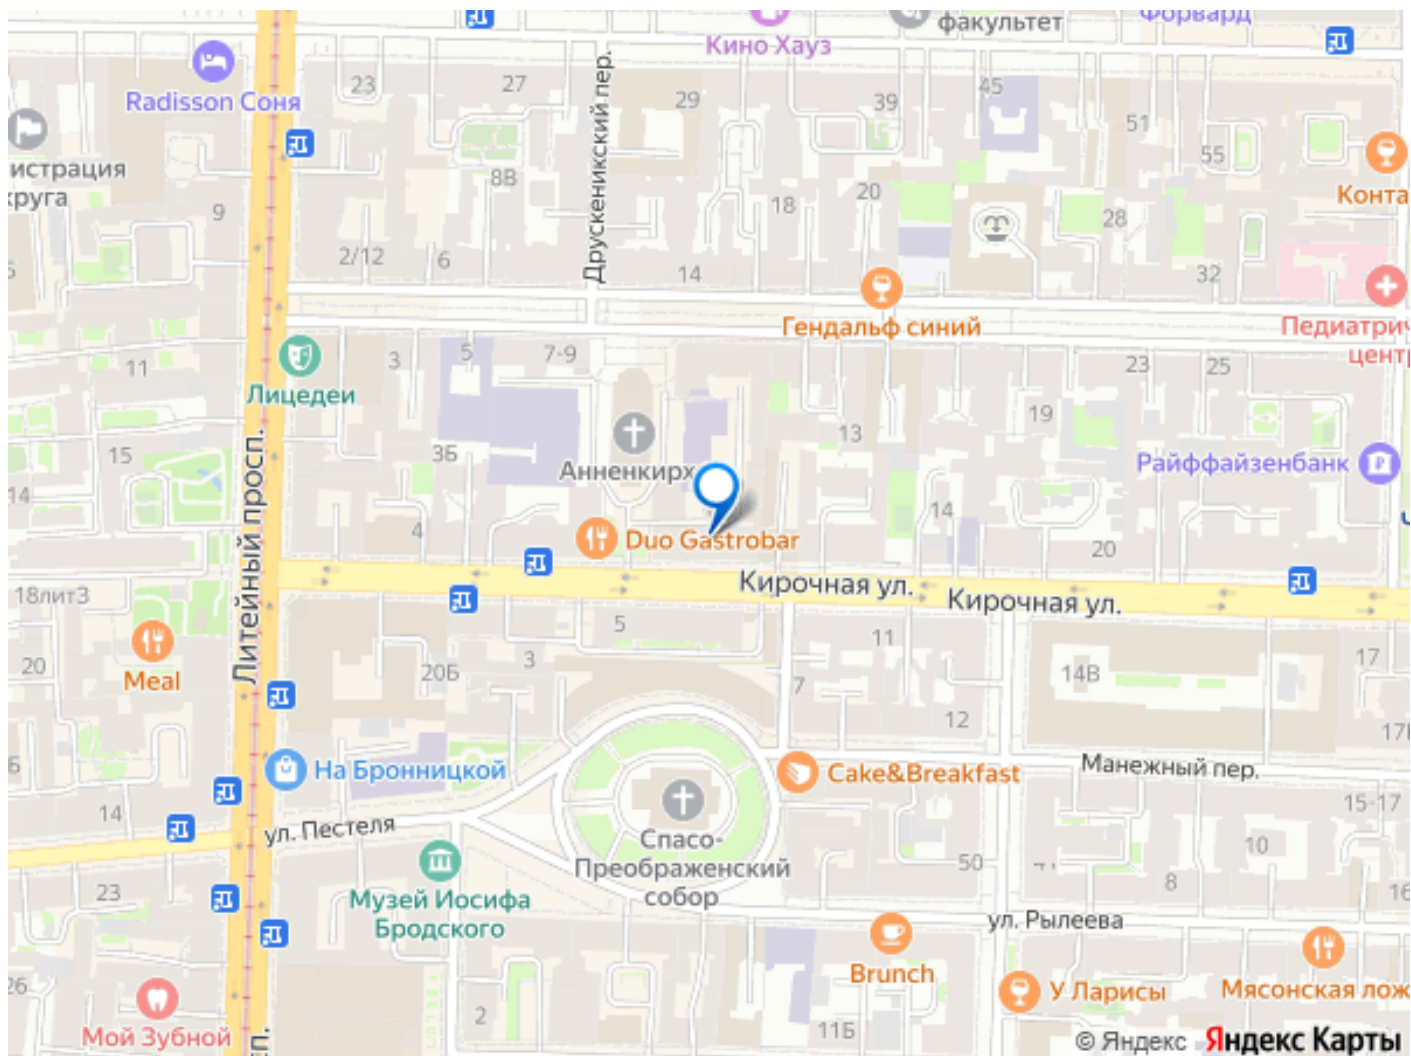 факультет
Форвард
Кино Хауз
Radisson Соня
23
27
29
39
45
51
55
Друскеникский пер.
истрация
круга
8В
9
18
20
28
Конта
2/12
6
14
32
Гендальф синий
Педиатрич
центр
11
Лицедеи
3
5
7-9
23
25
19
13
15
3Б
Анненкирх
Райффайзенбанк
14
4
14
20
Duo Gastrobar
Литейный просп.
Кирочная ул.
Кирочная ул.
18лит3
5
11
20
Meal
20Б
3
7
14В
17
12
17
На Бронницкой
Cake&Breakfast
Манежный пер.
14
ул. Пестеля
15-17
10
Спасо-
Преображенский
собор
50
8
23
Музей Иосифа
Бродского
16
ул. Рылеева
Brunch
26
У Ларисы
Мясонская лож
2
11Б
Мой Зубной
© Яндекс Яндекс Карты